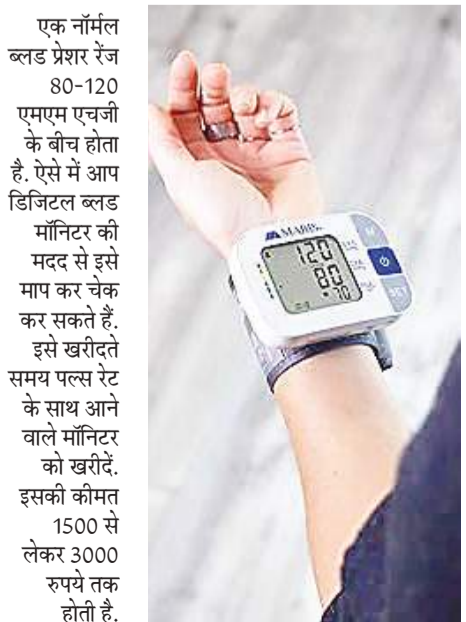 एक नॉर्मल
ब्लड प्रेशर रेंज
80-120
एमएम एचजी
के बीच होता
है. ऐसे में आप
डिजिटल ब्लड
मॉनिटर की
मदद से इसे
माप कर चेक
कर सकते हैं.
इसे खरीदते
समय पल्स रेट
के साथ आने
वाले मॉनिटर
को खरीदें.
इसकी कीमत
1500 से
लेकर 3000
रुपये तक
होती है.
120
80
70
M
SET